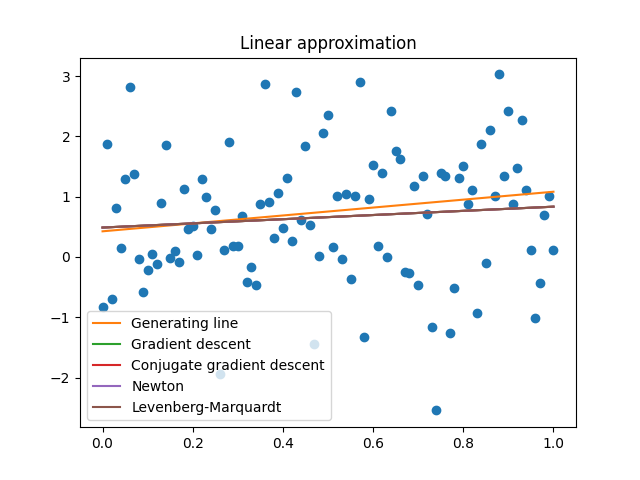 Linear approximation
3
2
1
0
−1
−2
Generating line
Gradient descent
Conjugate gradient descent
Newton
Levenberg-Marquardt
0.0 0.2 0.4 0.6 0.8 1.0